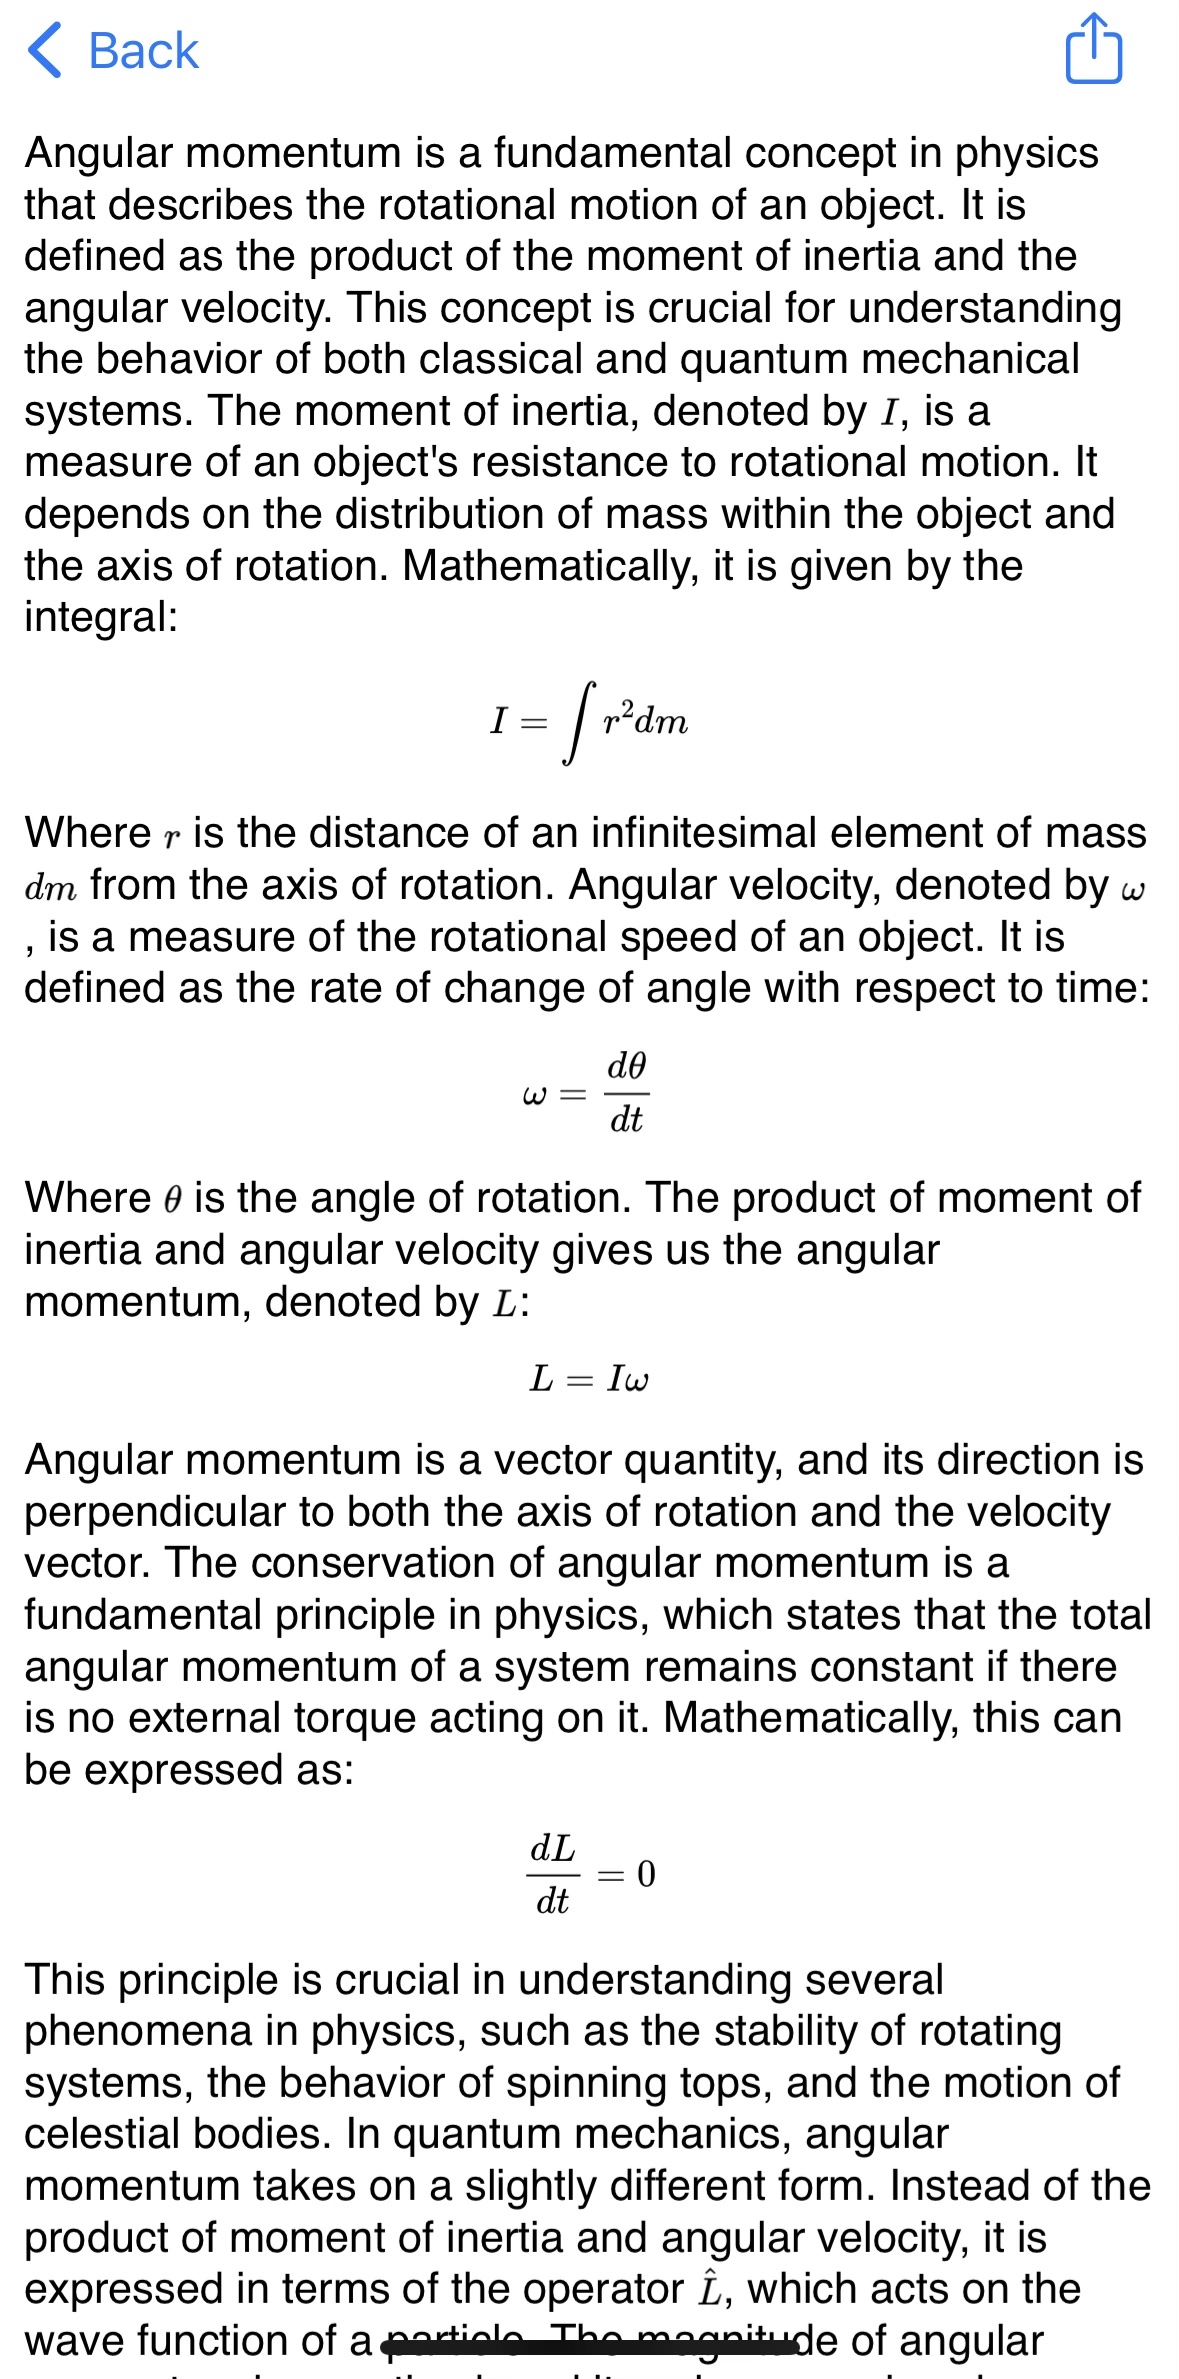 Back
Angular momentum is a fundamental concept in physics
that describes the rotational motion of an object. It is
defined as the product of the moment of inertia and the
angular velocity. This concept is crucial for understanding
the behavior of both classical and quantum mechanical
systems. The moment of inertia, denoted by I, is a
measure of an object's resistance to rotational motion. It
depends on the distribution of mass within the object and
the axis of rotation. Mathematically, it is given by the
integral:
I = ∫ r²dm
Where r is the distance of an infinitesimal element of mass
dm from the axis of rotation. Angular velocity, denoted by ω
, is a measure of the rotational speed of an object. It is
defined as the rate of change of angle with respect to time:
ω = dθ/dt
Where θ is the angle of rotation. The product of moment of
inertia and angular velocity gives us the angular
momentum, denoted by L:
L = Iω
Angular momentum is a vector quantity, and its direction is
perpendicular to both the axis of rotation and the velocity
vector. The conservation of angular momentum is a
fundamental principle in physics, which states that the total
angular momentum of a system remains constant if there
is no external torque acting on it. Mathematically, this can
be expressed as:
dL/dt = 0
This principle is crucial in understanding several
phenomena in physics, such as the stability of rotating
systems, the behavior of spinning tops, and the motion of
celestial bodies. In quantum mechanics, angular
momentum takes on a slightly different form. Instead of the
product of moment of inertia and angular velocity, it is
expressed in terms of the operator L̂, which acts on the
wave function of a particle. The magnitude of angular